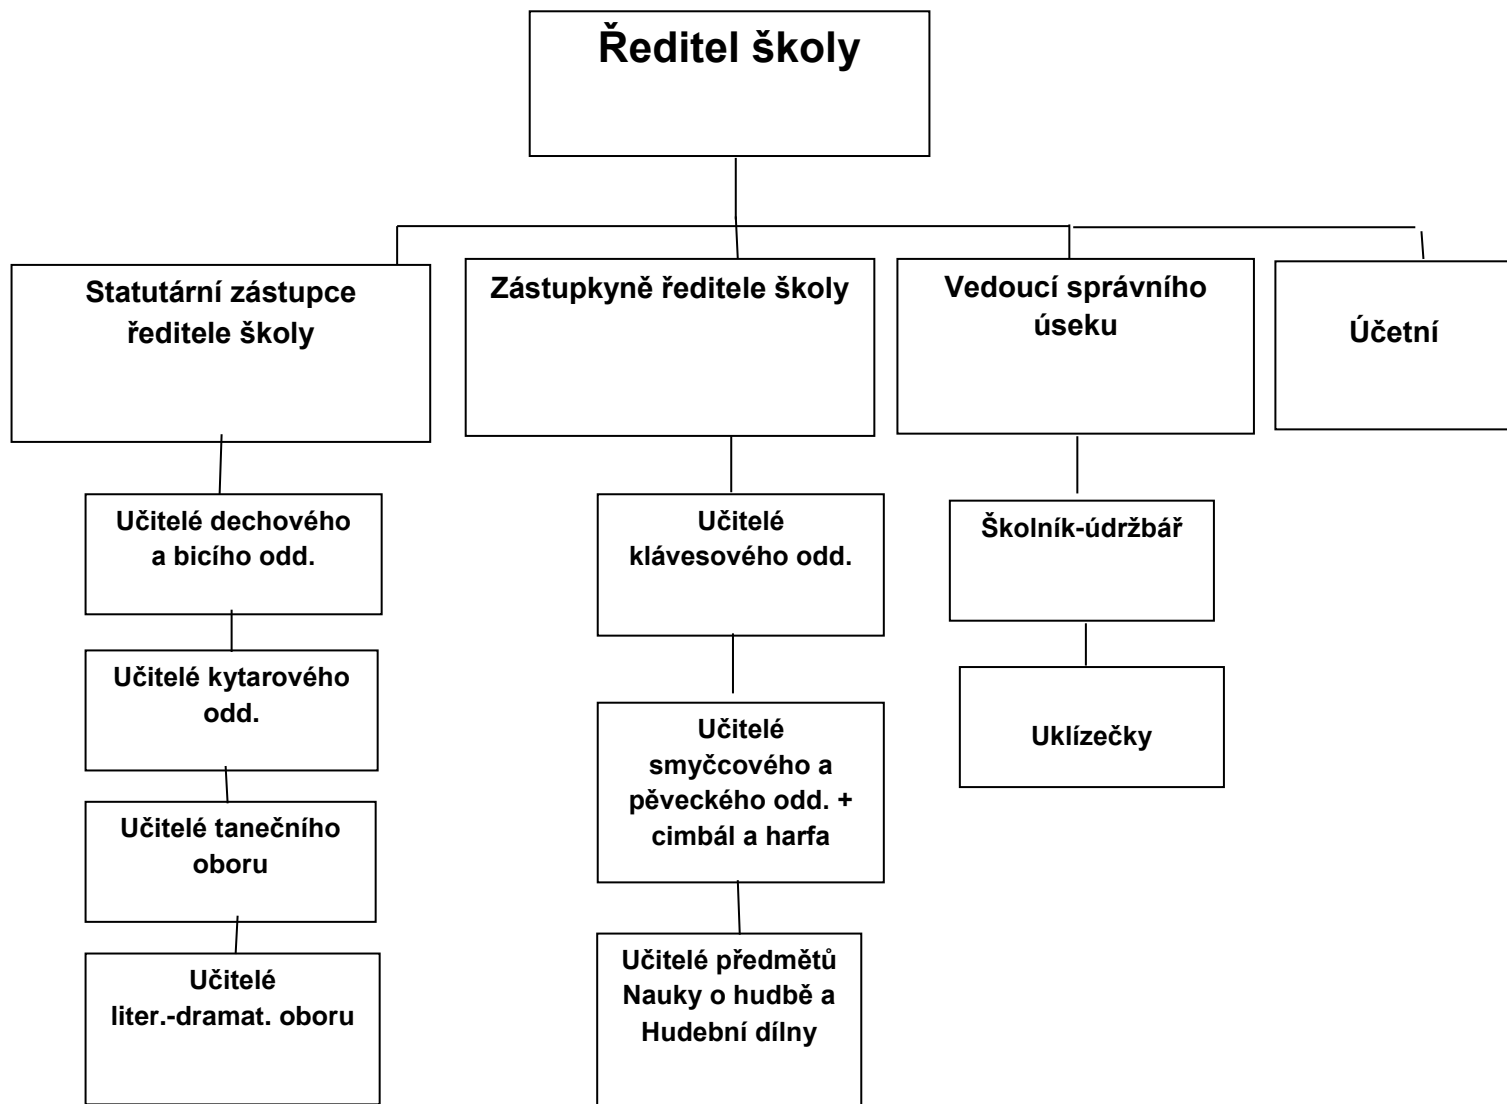 Ředitel školy
Statutární zástupce
ředitele školy
Zástupkyně ředitele školy
Vedoucí správního
úseku
Účetní
Učitelé dechového
a bicího odd.
Učitelé kytarového
odd.
Učitelé tanečního
oboru
Učitelé
liter.-dramat. oboru
Učitelé
klávesového odd.
Učitelé
smyčcového a
pěveckého odd. +
cimbál a harfa
Učitelé předmětů
Nauky o hudbě a
Hudební dílny
Školník-údržbář
Uklízečky